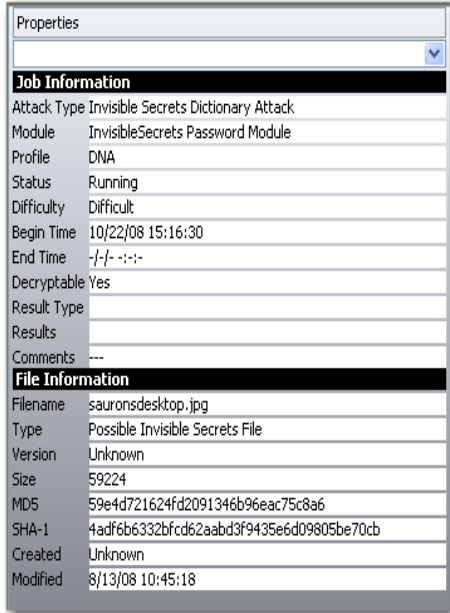 Properties
Job Information
Attack Type Invisible Secrets Dictionary Attack
Module InvisibleSecrets Password Module
Profile DNA
Status Running
Difficulty Difficult
Begin Time 10/22/08 15:16:30
End Time -/-/- -:-:-
Decryptable Yes
Result Type
Results
Comments ---
File Information
Filename sauronsdesktop.jpg
Type Possible Invisible Secrets File
Version Unknown
Size 59224
MD5 59e4d721624fd2091346b96eac75c8a6
SHA-1 4adf6b6332bfcd62aabd3f9435e6d09805be70cb
Created Unknown
Modified 8/13/08 10:45:18